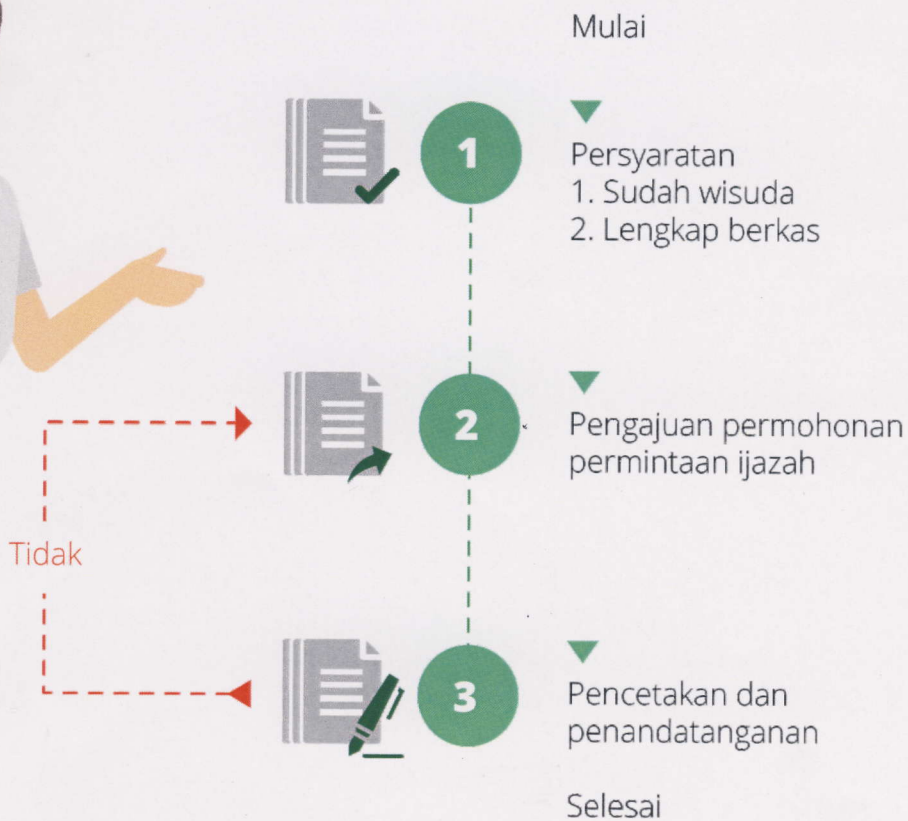 Mulai
1
Persyaratan
1. Sudah wisuda
2. Lengkap berkas
2
Pengajuan permohonan
permintaan ijazah
Tidak
3
Pencetakan dan
penandatanganan
Selesai